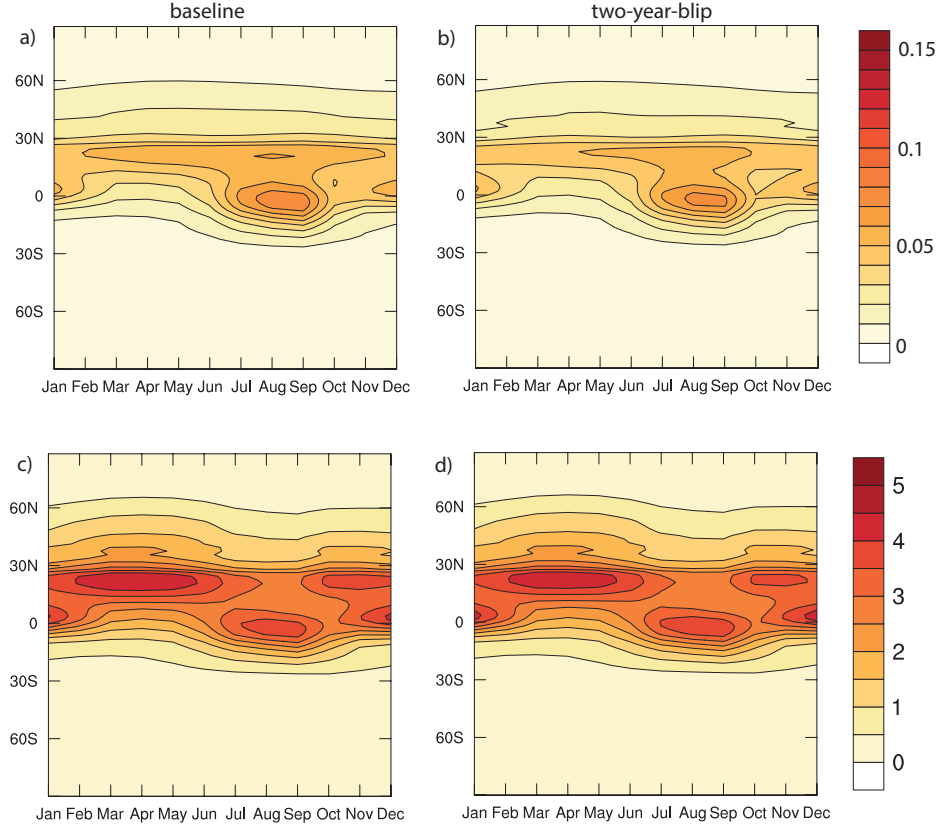 baseline
two-year-blip
a)
60N
30N
0
30S
60S
Jan Feb Mar Apr May Jun Jul Aug Sep Oct Nov Dec
b)
60N
30N
0
30S
60S
Jan Feb Mar Apr May Jun Jul Aug Sep Oct Nov Dec
0.15
0.1
0.05
0
c)
60N
30N
0
30S
60S
Jan Feb Mar Apr May Jun Jul Aug Sep Oct Nov Dec
d)
60N
30N
0
30S
60S
Jan Feb Mar Apr May Jun Jul Aug Sep Oct Nov Dec
5
4
3
2
1
0